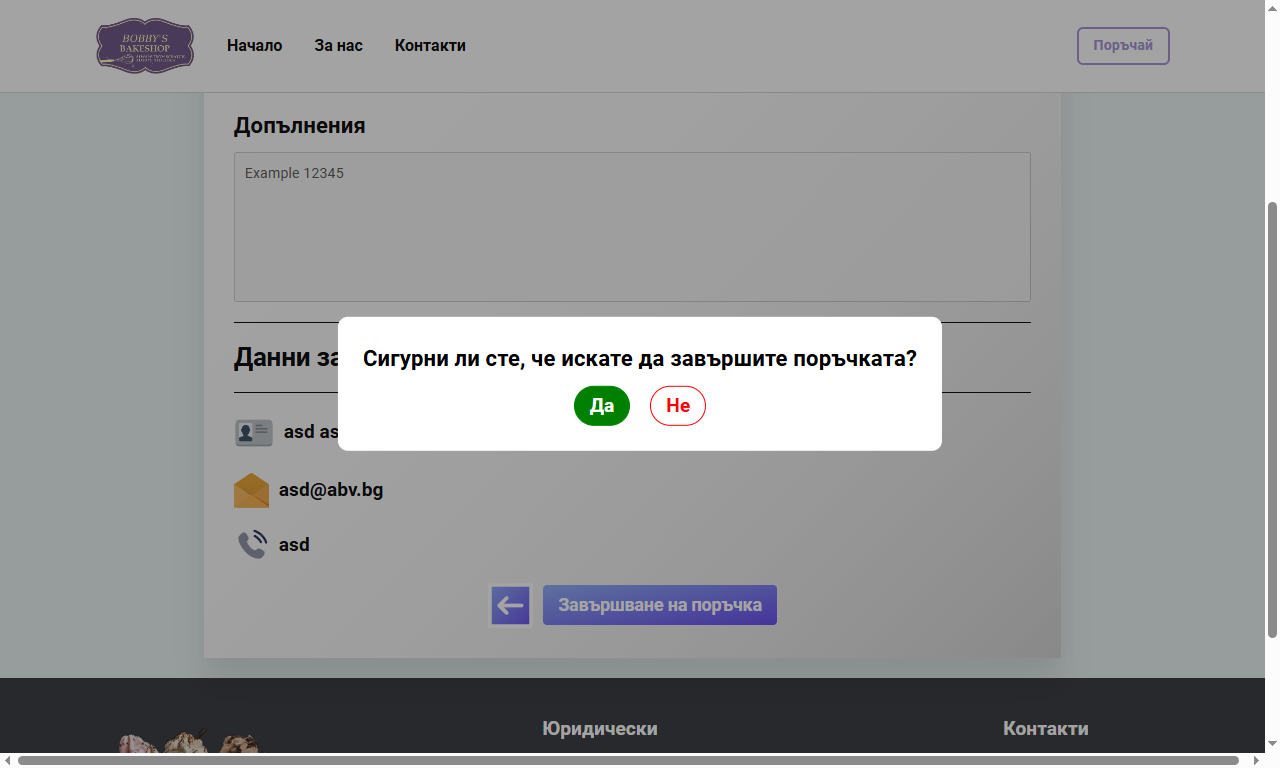 BOBBY'S
BAKESHOP
Начало
За нас
Контакти
Поръчай
Допълнения
Example 12345
Данни за
Сигурни ли сте, че искате да завършите поръчката?
Да
Не
asd as
asd@abv.bg
asd
Завършване на поръчка
Юридически
Контакти